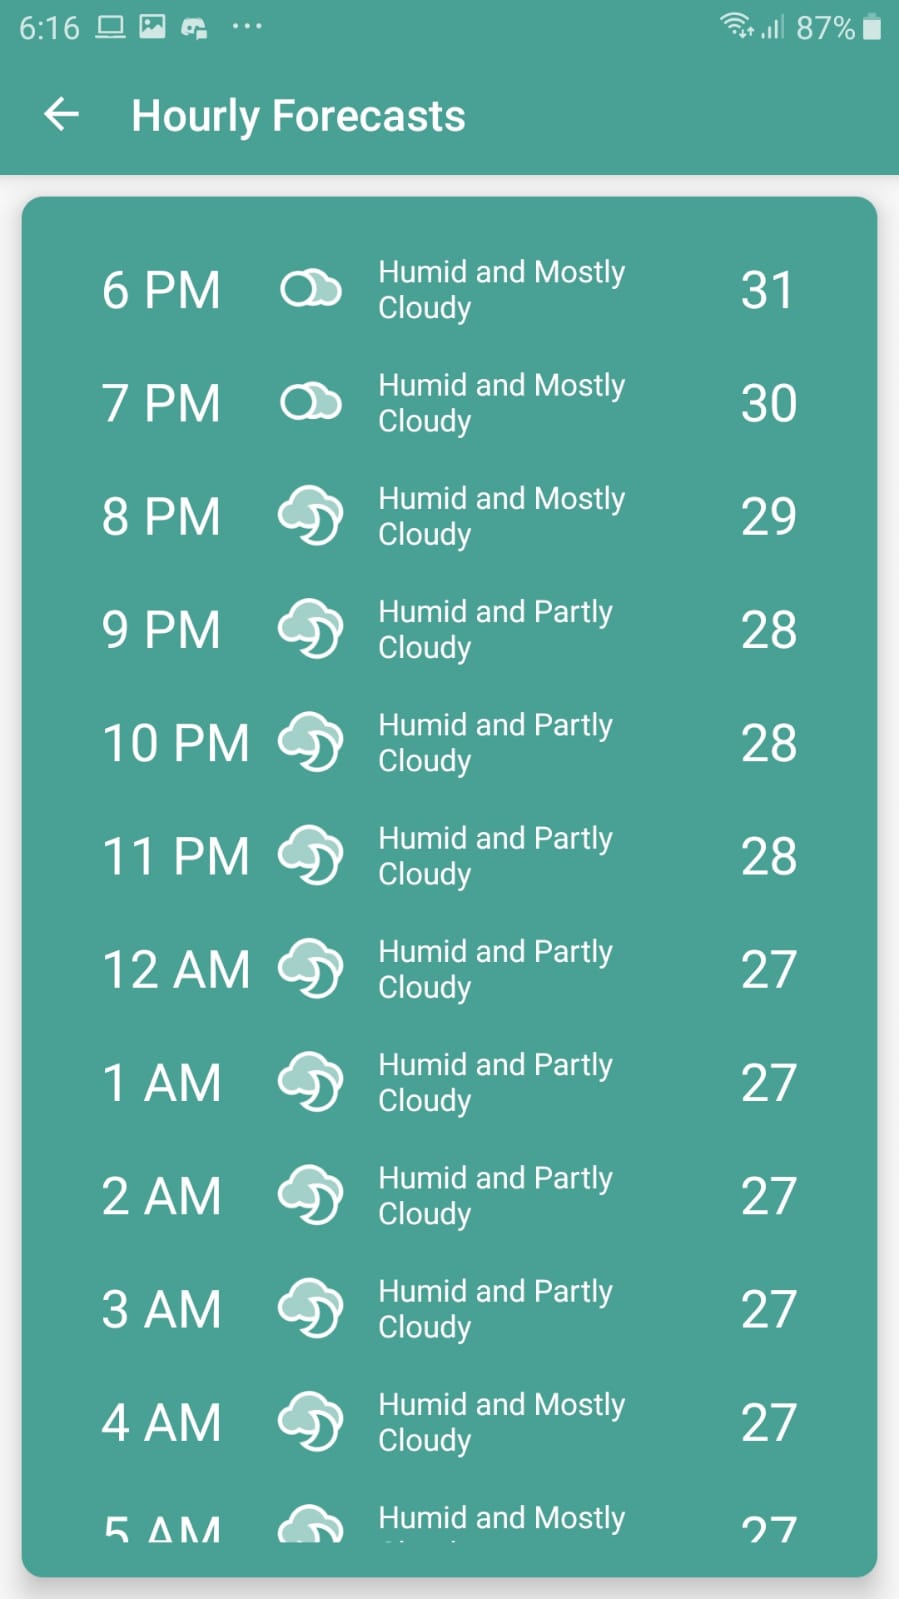 6:16 87%
Hourly Forecasts
6 PM Humid and Mostly Cloudy 31
7 PM Humid and Mostly Cloudy 30
8 PM Humid and Mostly Cloudy 29
9 PM Humid and Partly Cloudy 28
10 PM Humid and Partly Cloudy 28
11 PM Humid and Partly Cloudy 28
12 AM Humid and Partly Cloudy 27
1 AM Humid and Partly Cloudy 27
2 AM Humid and Partly Cloudy 27
3 AM Humid and Partly Cloudy 27
4 AM Humid and Mostly Cloudy 27
5 AM Humid and Mostly 27